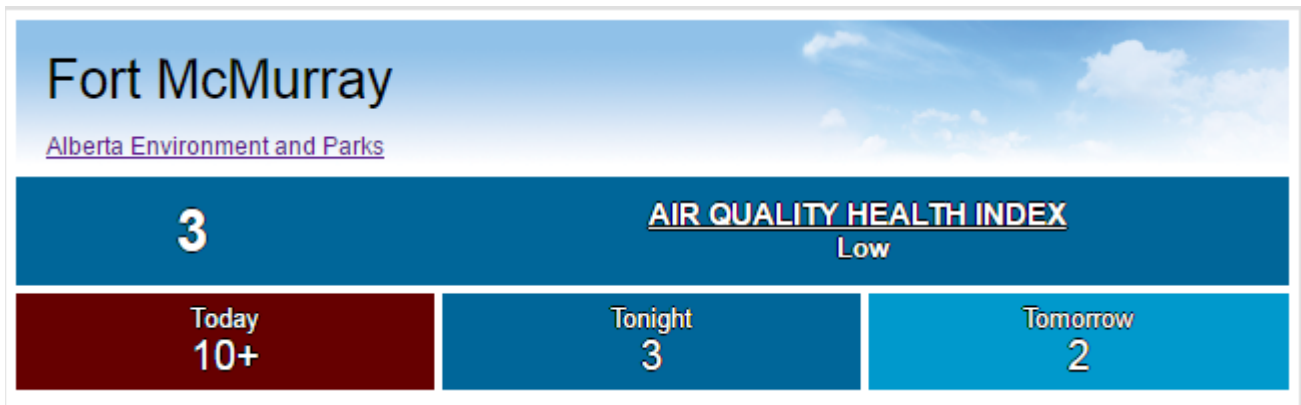 Fort McMurray
Alberta Environment and Parks
3
AIR QUALITY HEALTH INDEX
Low
Today
10+
Tonight
3
Tomorrow
2